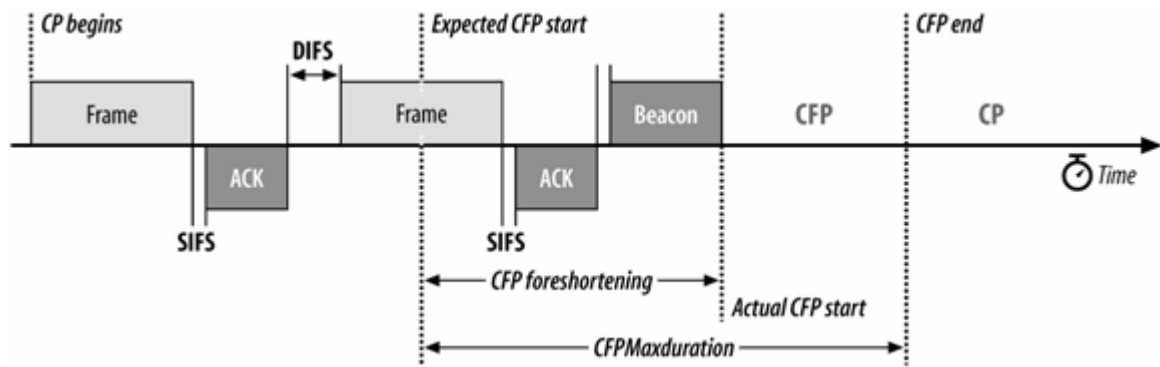 CP begins
Expected CFP start
CFP end
DIFS
Frame
Frame
Beacon
CFP
CP
ACK
ACK
Time
SIFS
SIFS
CFP foreshortening
Actual CFP start
CFPMaxduration